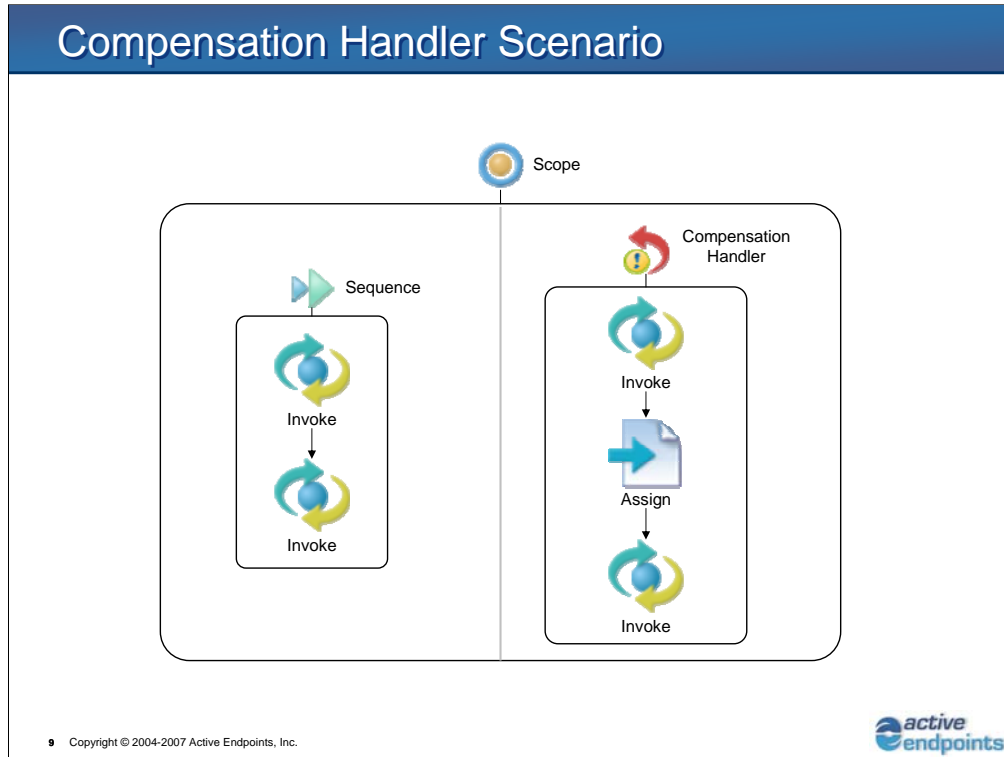 Compensation Handler Scenario
Scope
Sequence
Invoke
Invoke
Compensation
Handler
Invoke
Assign
Invoke
9 Copyright © 2004-2007 Active Endpoints, Inc.
active
endpoints